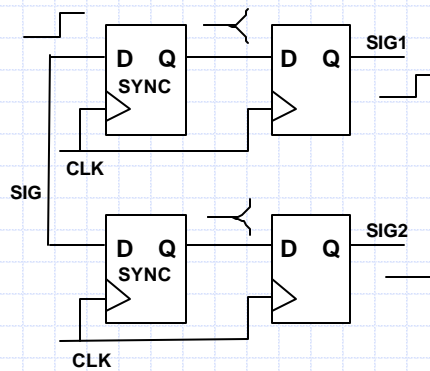 D Q D Q SIG1
SYNC
CLK
SIG
D Q D Q SIG2
SYNC
CLK